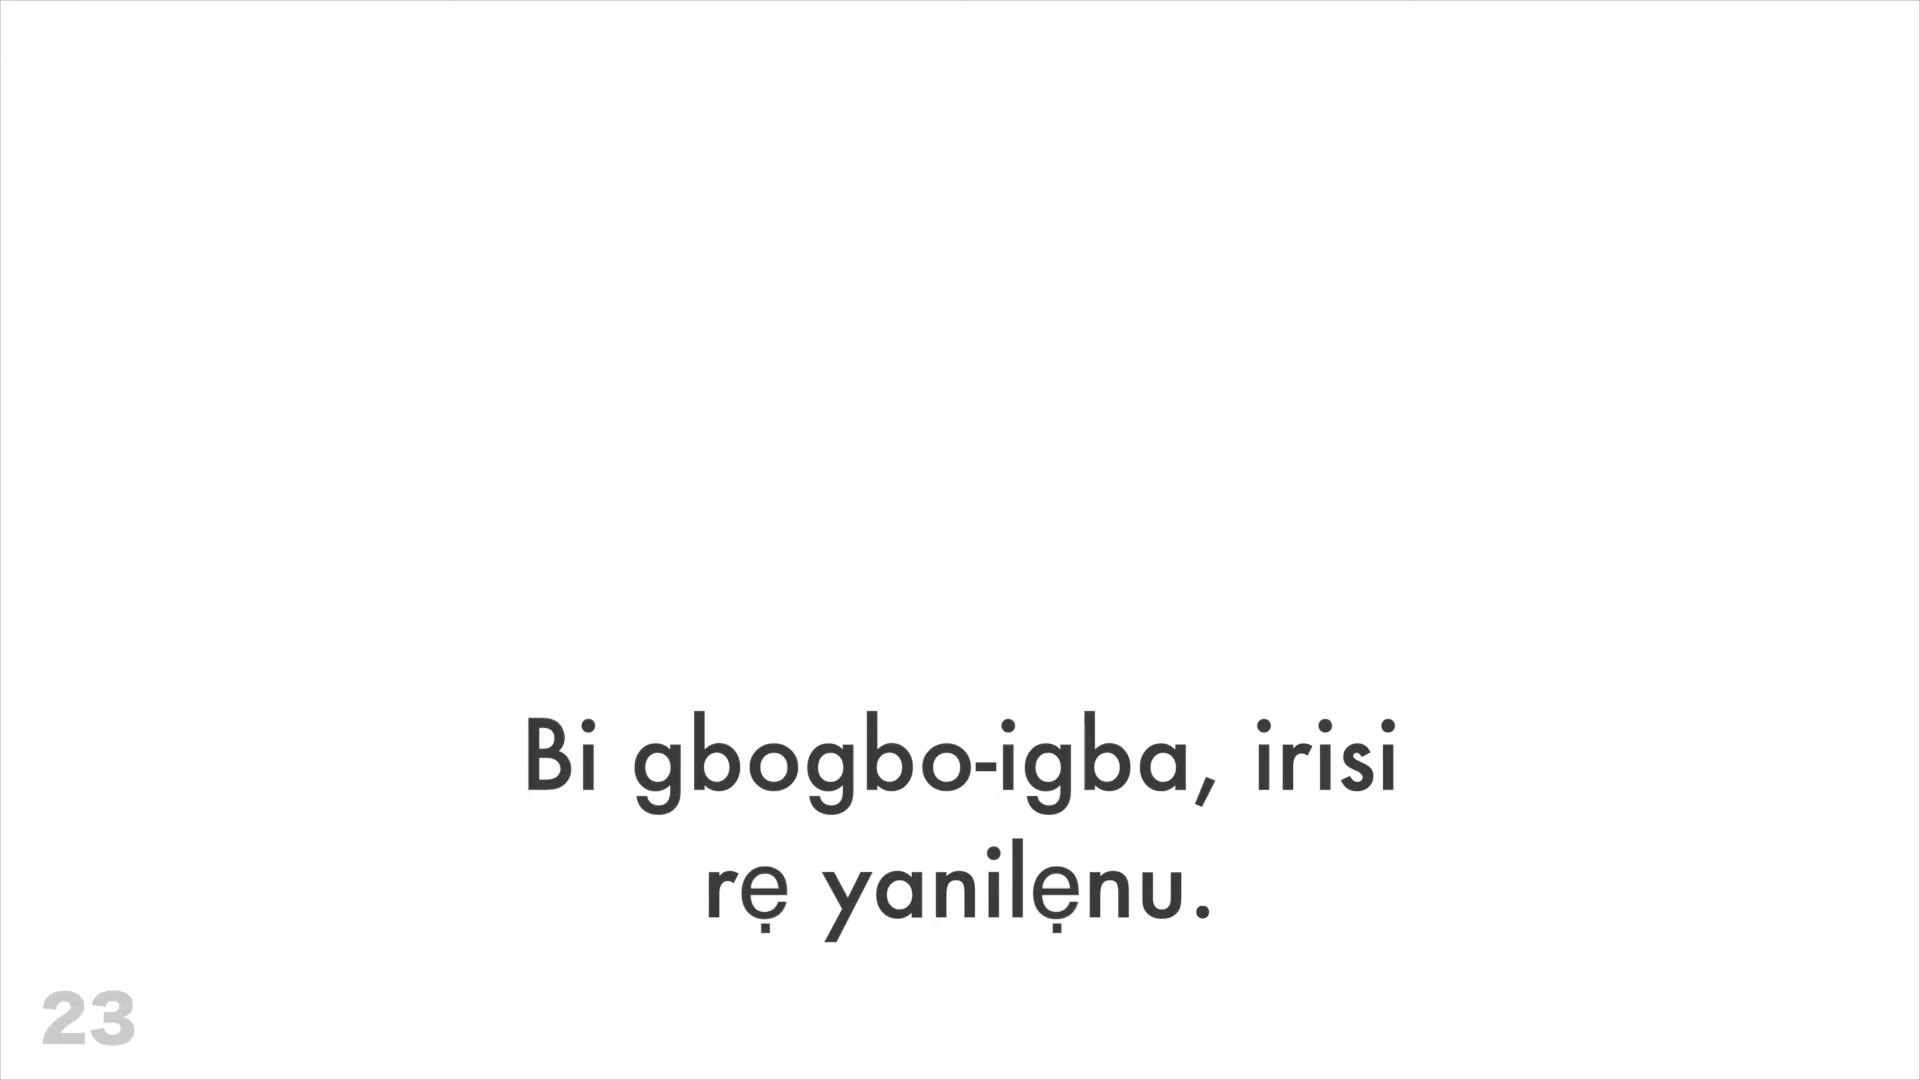 Bi gbogbo-igba, irisi
rẹ yanilẹnu.
23